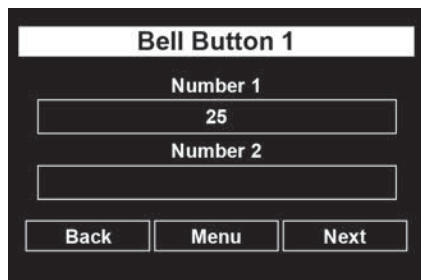 Bell Button 1
Number 1
25
Number 2
Back Menu Next